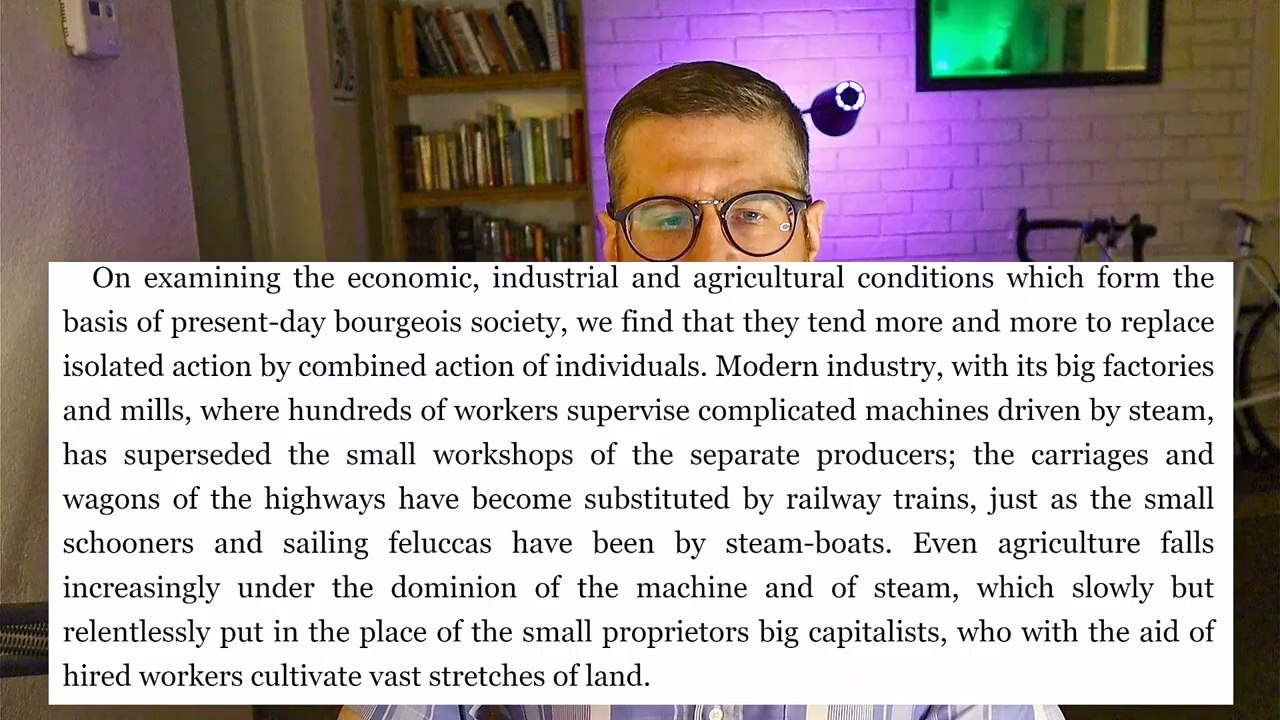 On examining the economic, industrial and agricultural conditions which form the
basis of present-day bourgeois society, we find that they tend more and more to replace
isolated action by combined action of individuals. Modern industry, with its big factories
and mills, where hundreds of workers supervise complicated machines driven by steam,
has superseded the small workshops of the separate producers; the carriages and
wagons of the highways have become substituted by railway trains, just as the small
schooners and sailing feluccas have been by steam-boats. Even agriculture falls
increasingly under the dominion of the machine and of steam, which slowly but
relentlessly put in the place of the small proprietors big capitalists, who with the aid of
hired workers cultivate vast stretches of land.